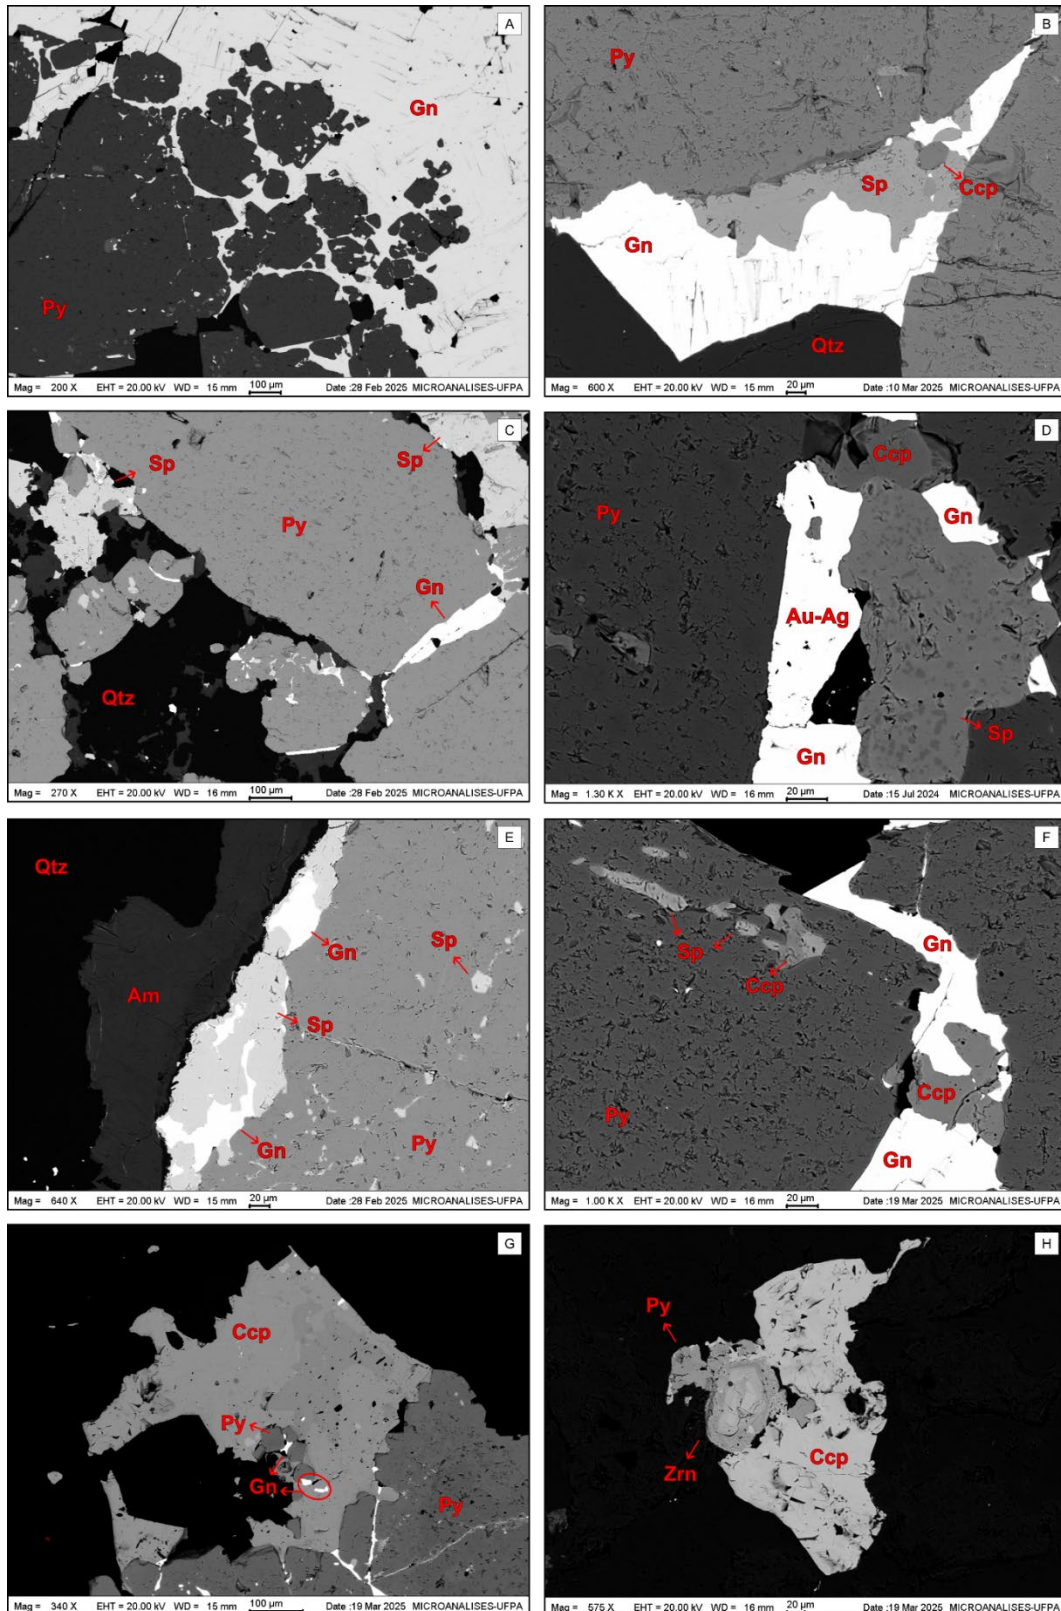 A
Gn
Py
Mag = 200 X EHT = 20.00 kV WD = 15 mm 100 µm Date :28 Feb 2025 MICROANALISES-UFPA
B
Py
Sp
Ccp
Gn
Qtz
Mag = 600 X EHT = 20.00 kV WD = 15 mm 20 µm Date :10 Mar 2025 MICROANALISES-UFPA
C
Sp
Sp
Py
Gn
Qtz
Mag = 270 X EHT = 20.00 kV WD = 16 mm 100 µm Date :28 Feb 2025 MICROANALISES-UFPA
D
Ccp
Py
Gn
Au-Ag
Sp
Gn
Mag = 1.30 K X EHT = 20.00 kV WD = 16 mm 20 µm Date :15 Jul 2024 MICROANALISES-UFPA
E
Qtz
Gn
Sp
Am
Sp
Gn
Py
Mag = 640 X EHT = 20.00 kV WD = 15 mm 20 µm Date :28 Feb 2025 MICROANALISES-UFPA
F
Gn
Sp
Ccp
Ccp
Py
Gn
Mag = 1.00 K X EHT = 20.00 kV WD = 16 mm 20 µm Date :19 Mar 2025 MICROANALISES-UFPA
G
Ccp
Py
Gn
Py
Mag = 340 X EHT = 20.00 kV WD = 15 mm 100 µm Date :19 Mar 2025 MICROANALISES-UFPA
H
Py
Ccp
Zrn
Mag = 575 X EHT = 20.00 kV WD = 16 mm 20 µm Date :19 Mar 2025 MICROANALISES-UFPA